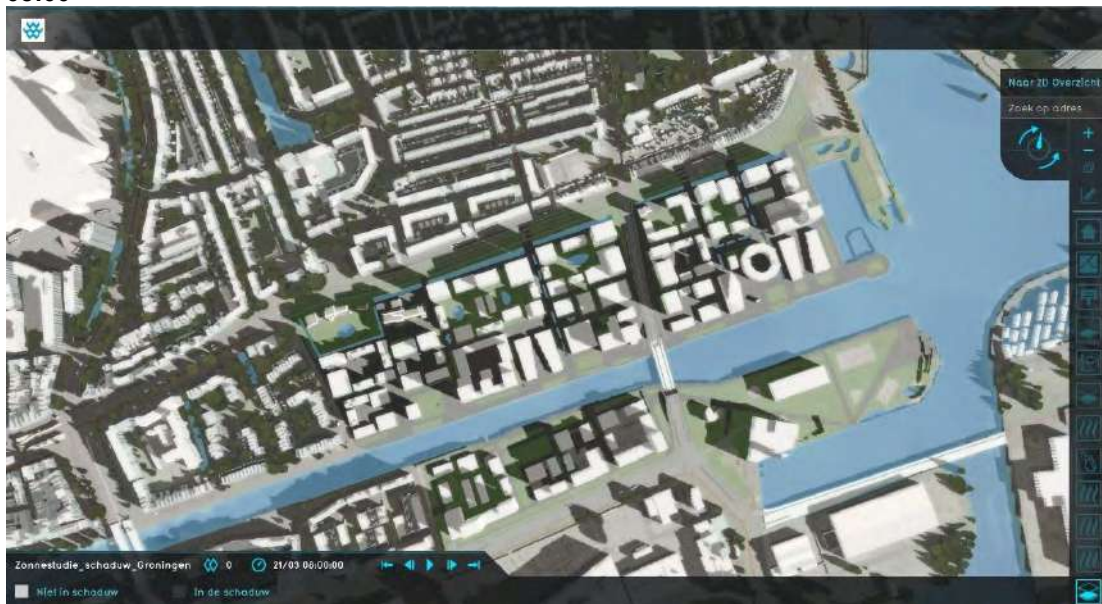 Naar 2D Overzicht
Zoek op adres
Zonnestudie_schaduw_Groningen 0 21/03 08:00:00
Niet in schaduw In de schaduw